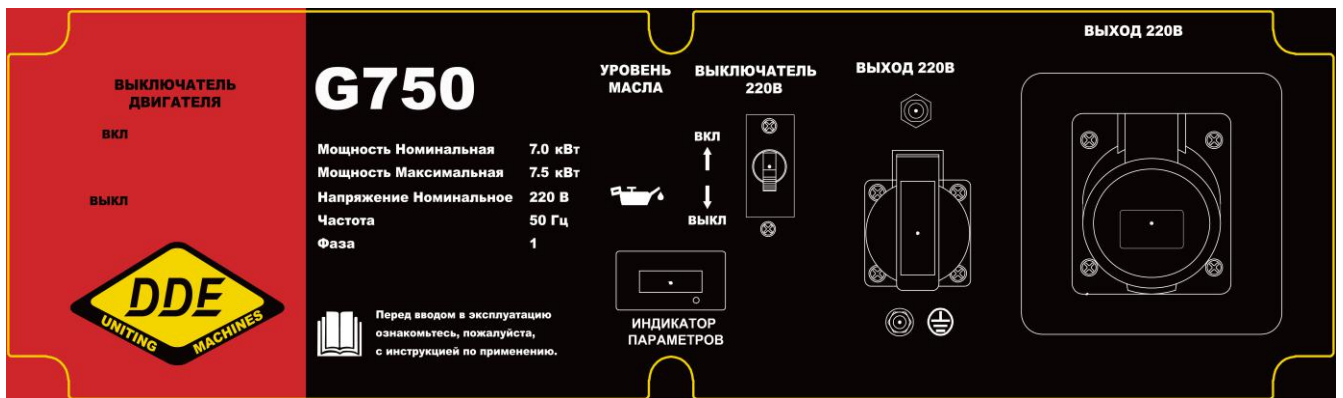 ВЫКЛЮЧАТЕЛЬ
ДВИГАТЕЛЯ
ВКЛ
ВЫКЛ
DDE
UNITING MACHINES
G750
Мощность Номинальная 7.0 кВт
Мощность Максимальная 7.5 кВт
Напряжение Номинальное 220 В
Частота 50 Гц
Фаза 1
Перед вводом в эксплуатацию
ознакомьтесь, пожалуйста,
с инструкцией по применению.
УРОВЕНЬ
МАСЛА
ВЫКЛЮЧАТЕЛЬ
220В
ВКЛ
ВЫКЛ
ИНДИКАТОР
ПАРАМЕТРОВ
ВЫХОД 220В
ВЫХОД 220В